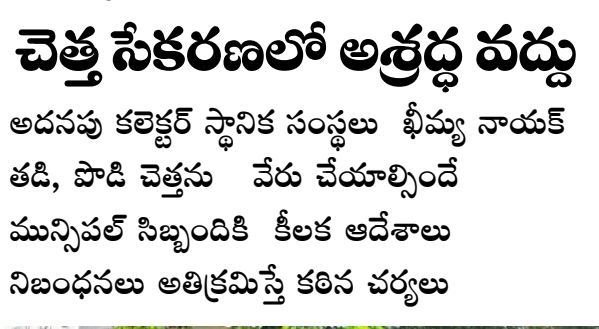 చెత్త సేకరణలో అశ్రద్ధ వద్దు
అదనపు కలెక్టర్ స్థానిక సంస్థలు ఖీమ్య నాయక్
తడి, పొడి చెత్తను వేరు చేయాల్సిందే
మున్సిపల్ సిబ్బందికి కీలక ఆదేశాలు
నిబంధనలు అతిక్రమిస్తే కఠిన చర్యలు